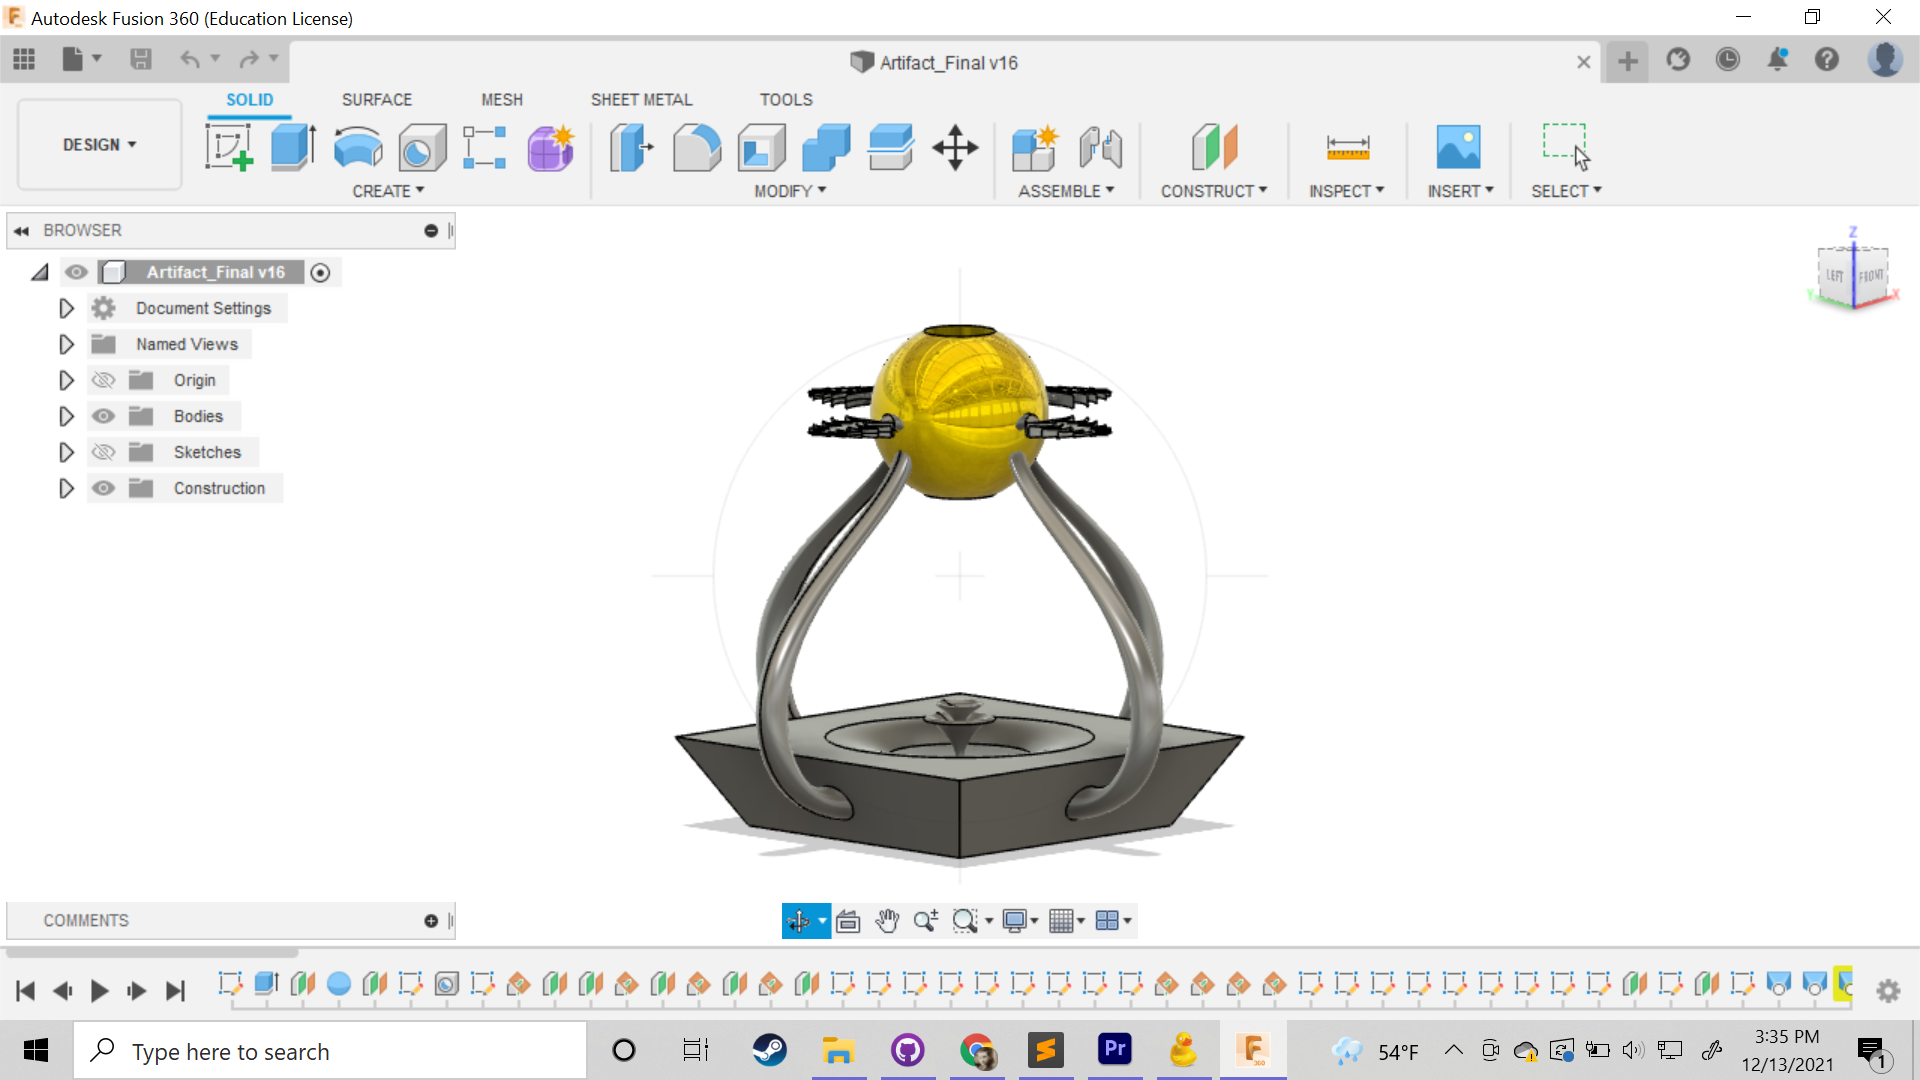 Autodesk Fusion 360 (Education License)
Artifact_Final v16
SOLID SURFACE MESH SHEET METAL TOOLS
DESIGN
CREATE MODIFY ASSEMBLE CONSTRUCT INSPECT INSERT SELECT
BROWSER
Artifact_Final v16
Document Settings
Named Views
Origin
Bodies
Sketches
Construction
Z
LEFT FRONT
Y X
COMMENTS
Type here to search
Pr
F
360
54°F
3:35 PM
12/13/2021
1